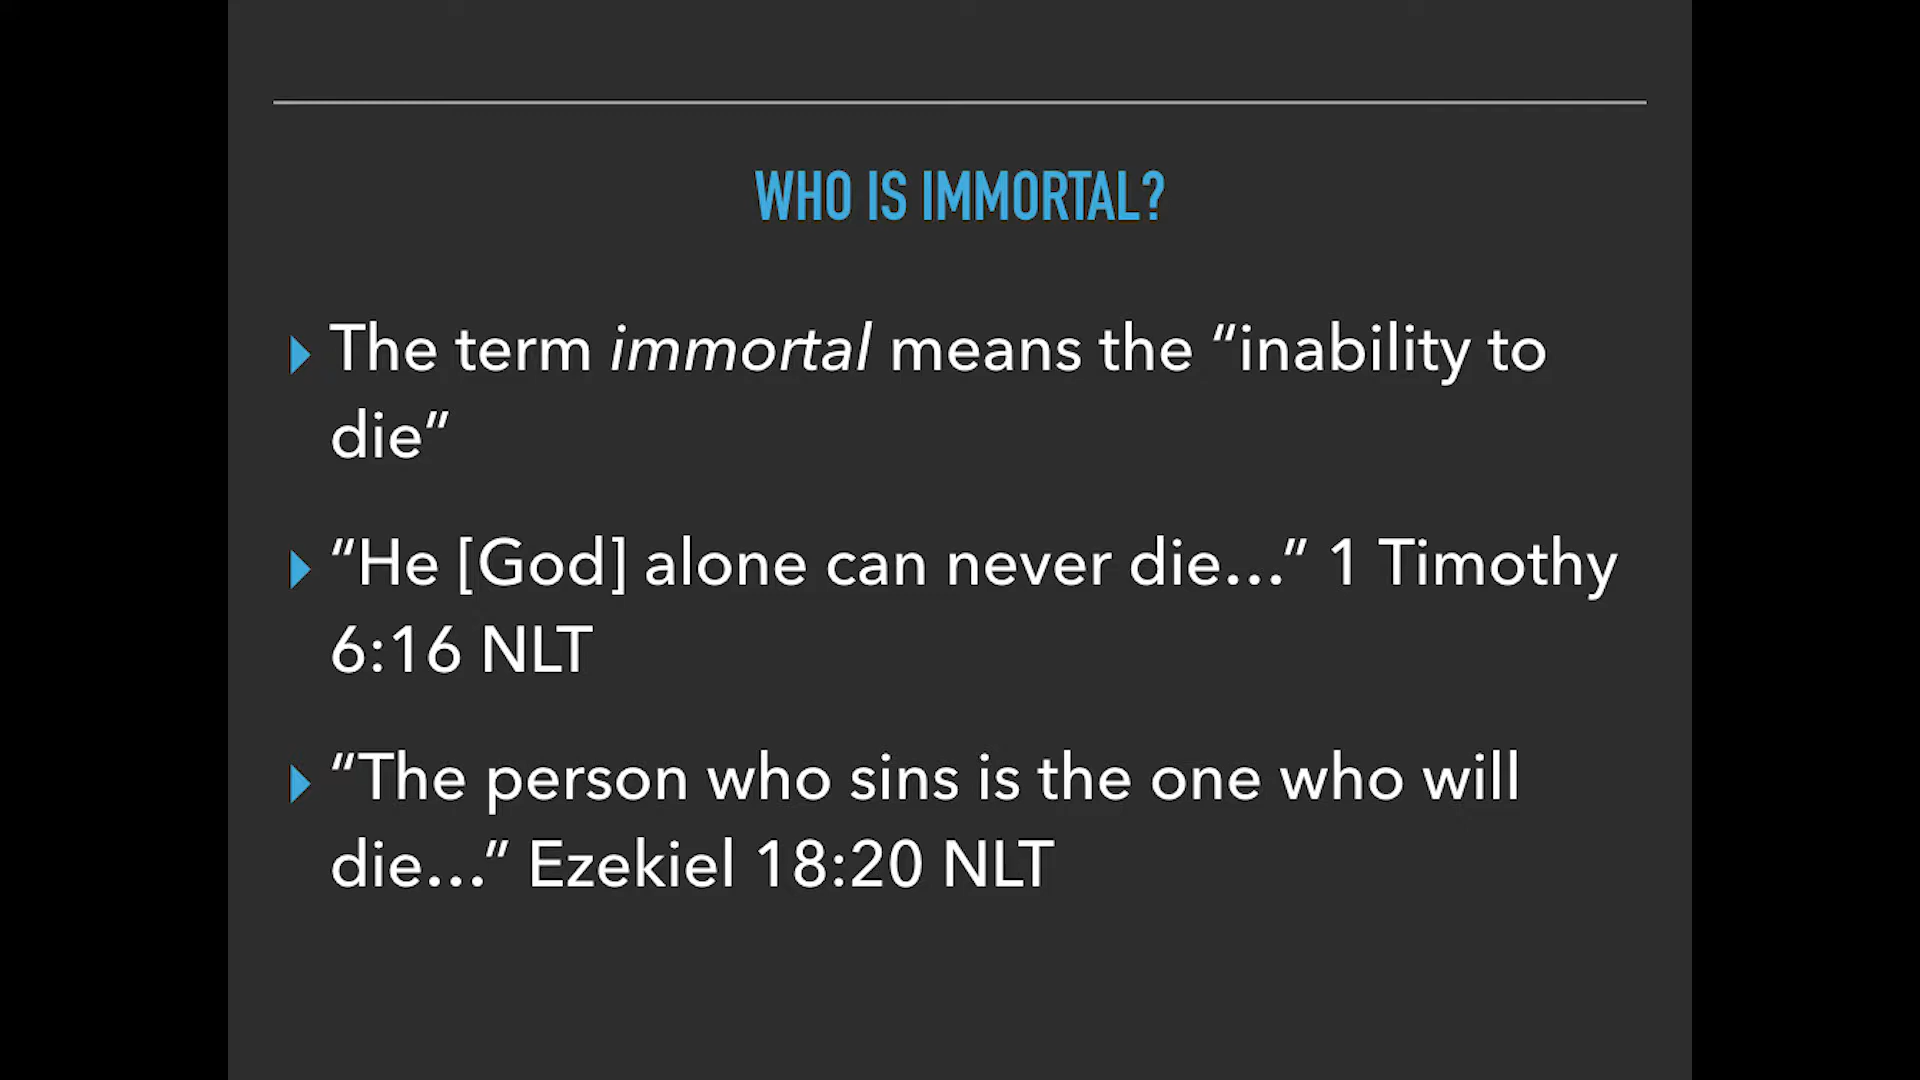 WHO IS IMMORTAL?
The term immortal means the “inability to
die”
“He [God] alone can never die…” 1 Timothy
6:16 NLT
“The person who sins is the one who will
die…” Ezekiel 18:20 NLT